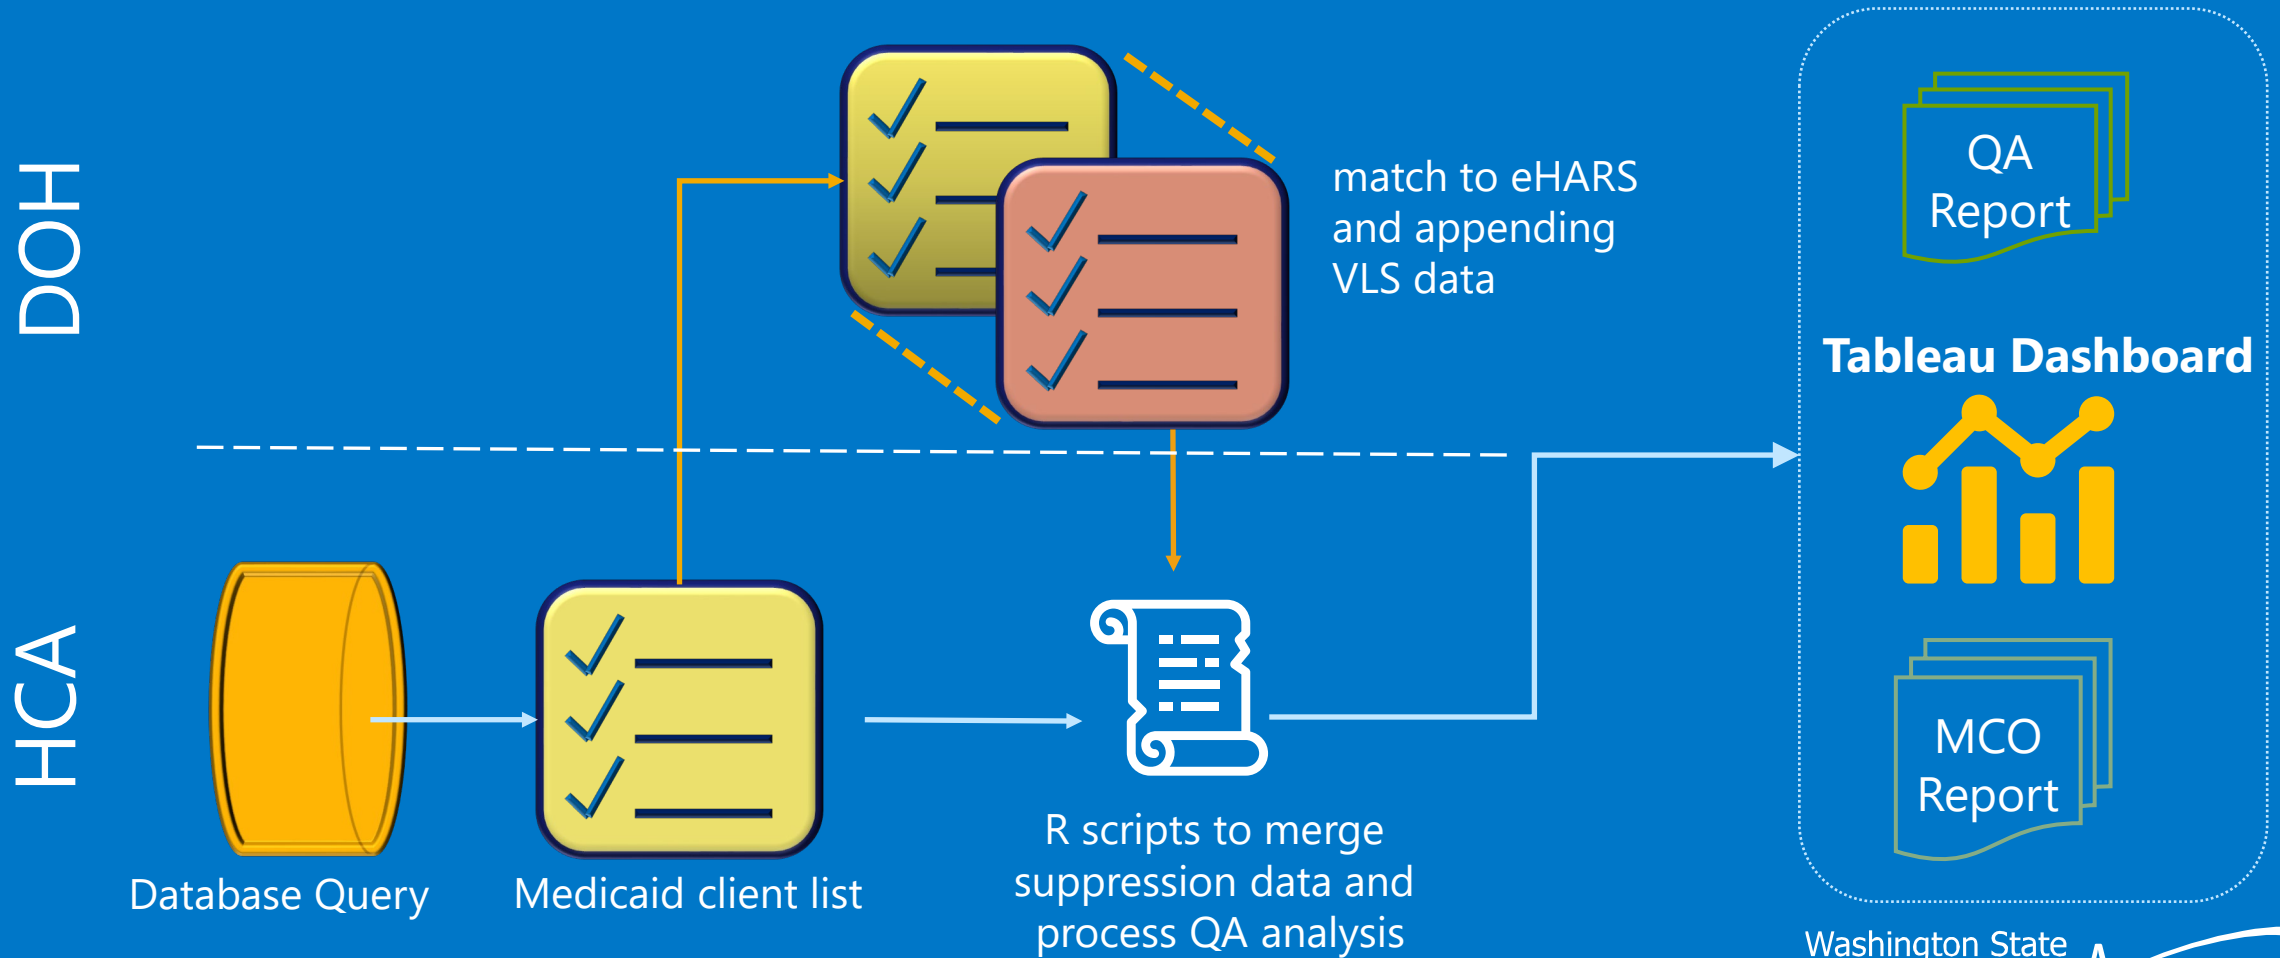 DOH
match to eHARS
and appending
VLS data
QA
Report
Tableau Dashboard
HCA
Database Query
Medicaid client list
R scripts to merge
suppression data and
process QA analysis
MCO
Report
Washington State